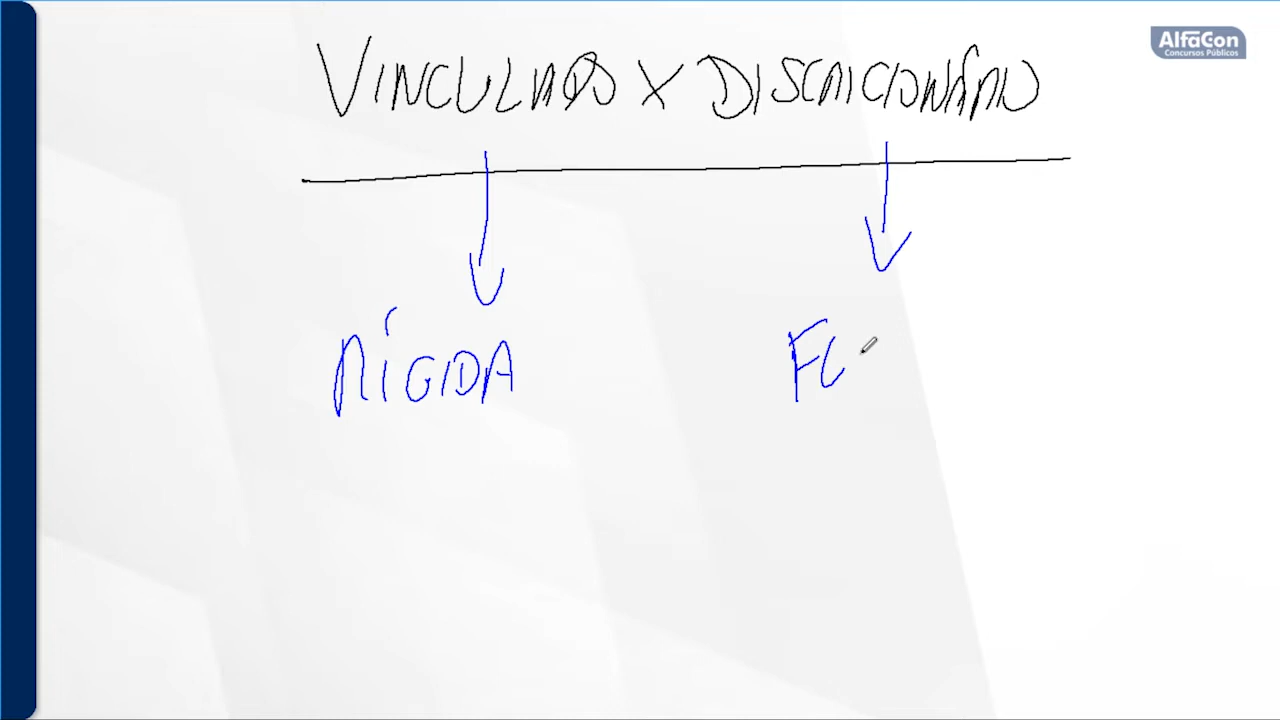 AlfaCon
Concursos Públicos
VINCULADO X DISCRICIONÁRIO
RÍGIDA
FL